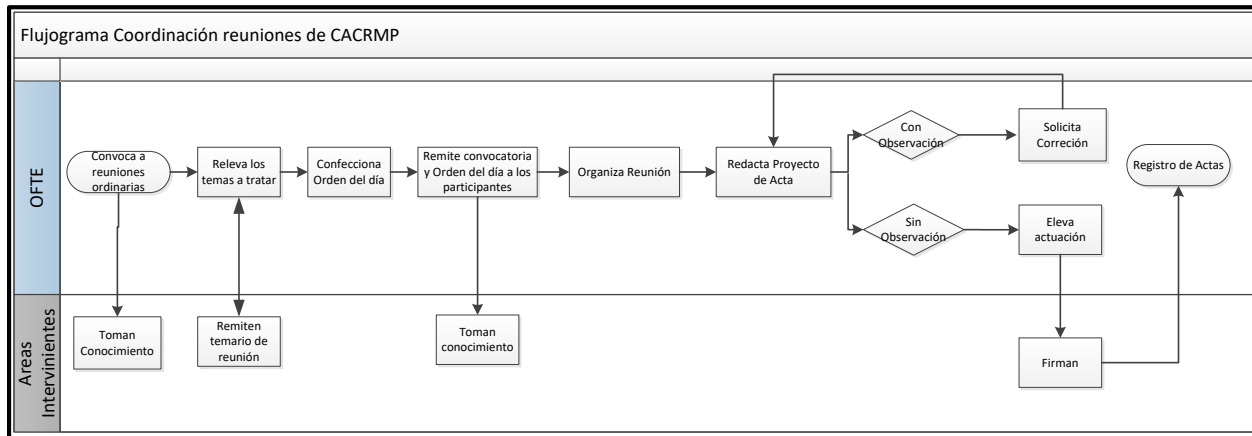 Flujograma Coordinación reuniones de CACRMP
OFTE
Convoca a
reuniones
ordinarias
Releva los
temas a tratar
Confecciona
Orden del día
Remite convocatoria
y Orden del día a los
participantes
Organiza Reunión
Redacta Proyecto
de Acta
Con
Observación
Solicita
Correción
Registro de Actas
Sin
Observación
Eleva
actuación
Areas
Intervinientes
Toman
Conocimiento
Remiten
temario de
reunión
Toman
conocimiento
Firman